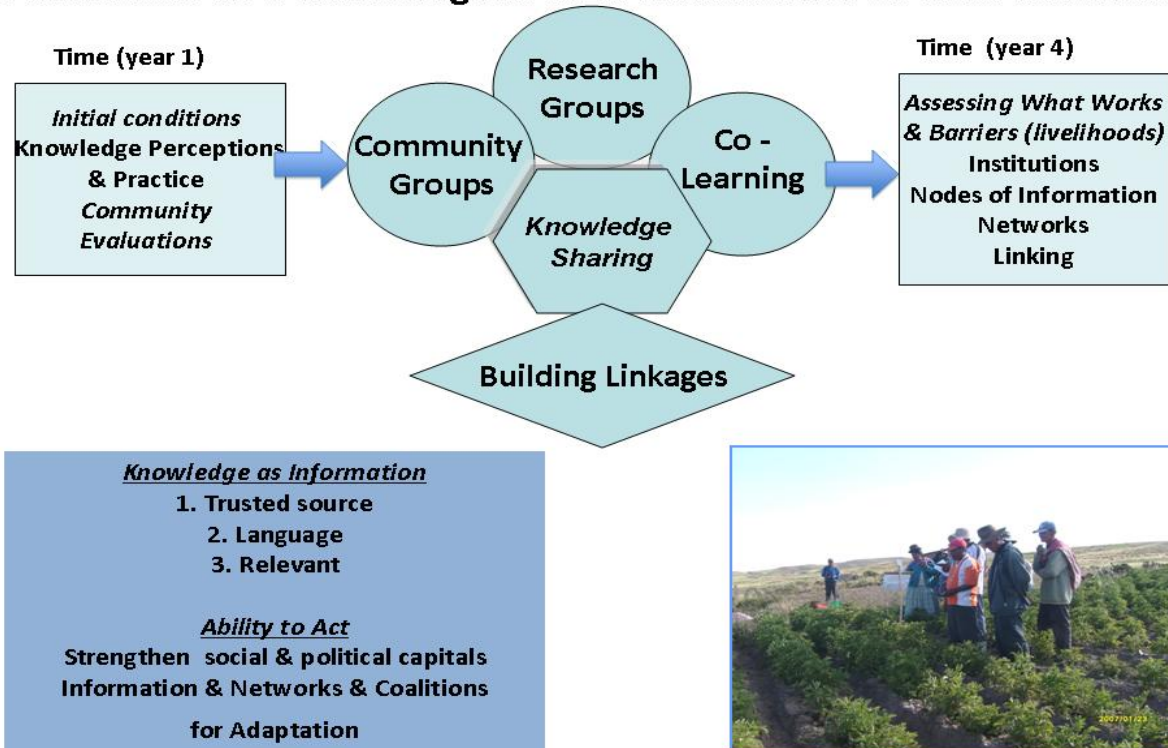 Time (year 1)
Initial conditions
Knowledge Perceptions
& Practice
Community
Evaluations
Community
Groups
Research
Groups
Co -
Learning
Knowledge
Sharing
Building Linkages
Time (year 4)
Assessing What Works
& Barriers (livelihoods)
Institutions
Nodes of Information
Networks
Linking
Knowledge as Information
1. Trusted source
2. Language
3. Relevant
Ability to Act
Strengthen social & political capitals
Information & Networks & Coalitions
for Adaptation
2007/01/23